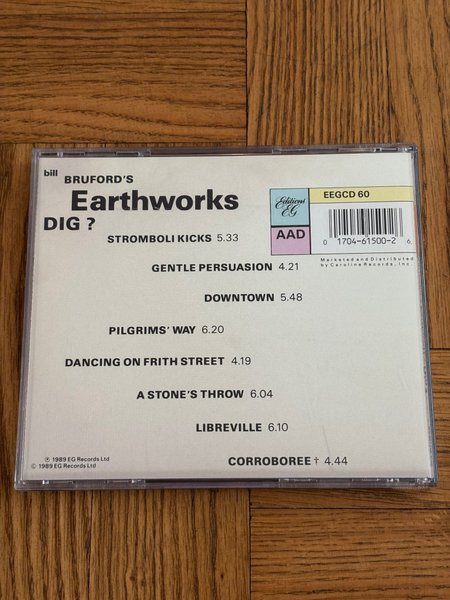 bill
BRUFORD'S
Earthworks
DIG ?
Editions
EG
AAD
EEGCD 60
0 1704-61500-2 6
Marketed and Distributed
by Caroline Records, Inc.
STROMBOLI KICKS 5.33
GENTLE PERSUASION 4.21
DOWNTOWN 5.48
PILGRIMS' WAY 6.20
DANCING ON FRITH STREET 4.19
A STONE'S THROW 6.04
LIBREVILLE 6.10
CORROBOREE † 4.44
℗ 1989 EG Records Ltd
© 1989 EG Records Ltd